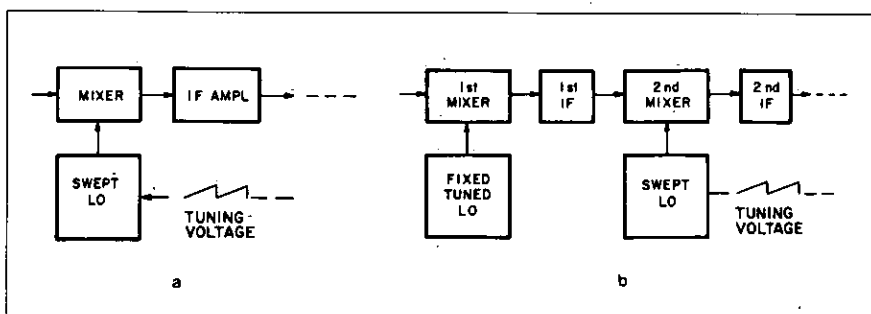 MIXER
IF AMPL
SWEPT
LO
TUNING
VOLTAGE
a
1st
MIXER
1st
IF
2nd
MIXER
2nd
IF
FIXED
TUNED
LO
SWEPT
LO
TUNING
VOLTAGE
b